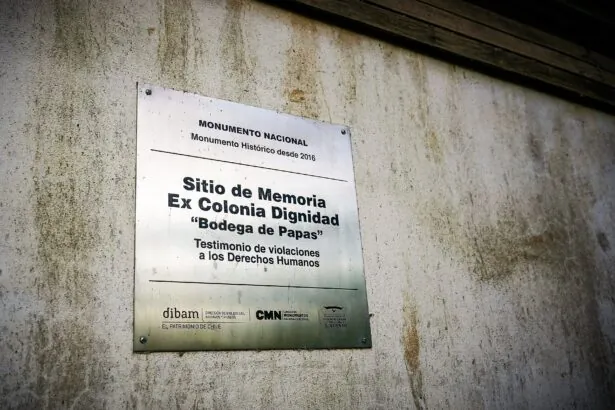 MONUMENTO NACIONAL
Monumento Histórico desde 2016
Sitio de Memoria
Ex Colonia Dignidad
"Bodega de Papas"
Testimonio de violaciones
a los Derechos Humanos
dibam
EL PATRIMONIO DE CHILE
CMN